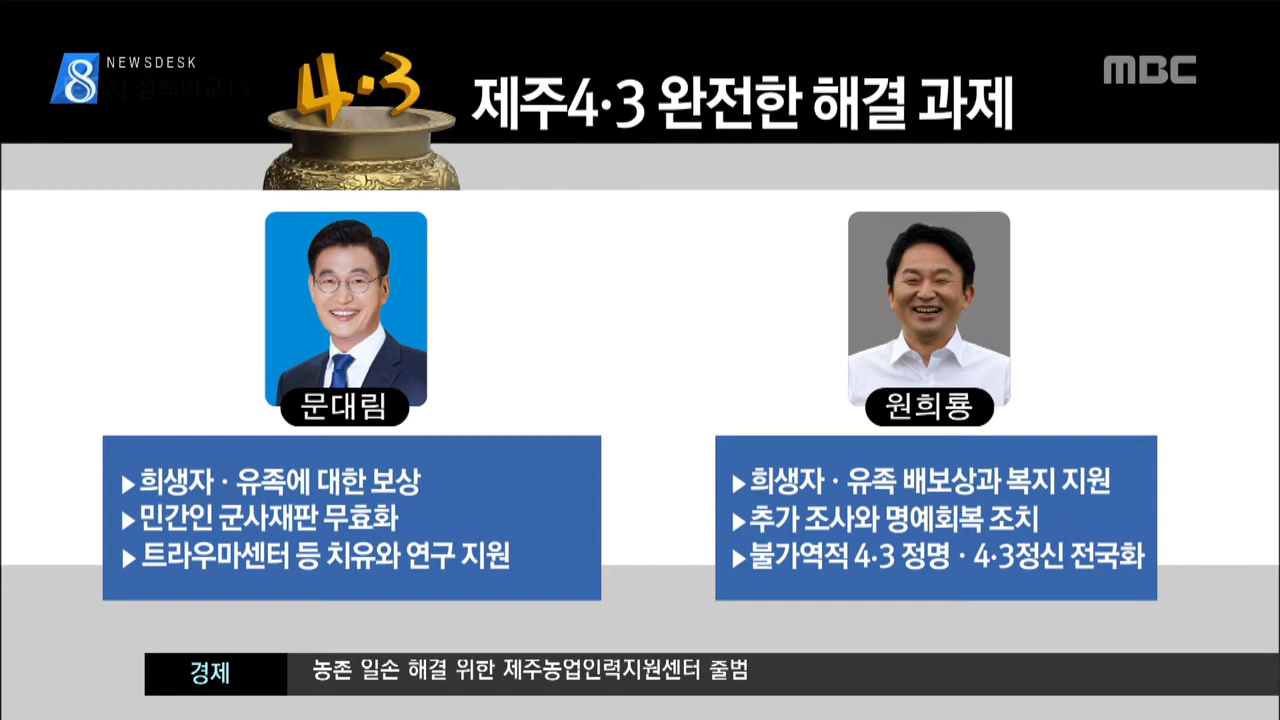 8 NEWSDESK
MBC
4·3
제주4·3 완전한 해결 과제
문대림
▶희생자·유족에 대한 보상
▶민간인 군사재판 무효화
▶트라우마센터 등 치유와 연구 지원
원희룡
▶희생자·유족 배보상과 복지 지원
▶추가 조사와 명예회복 조치
▶불가역적 4·3 정명·4·3정신 전국화
경제 농촌 일손 해결 위한 제주농업인력지원센터 출범